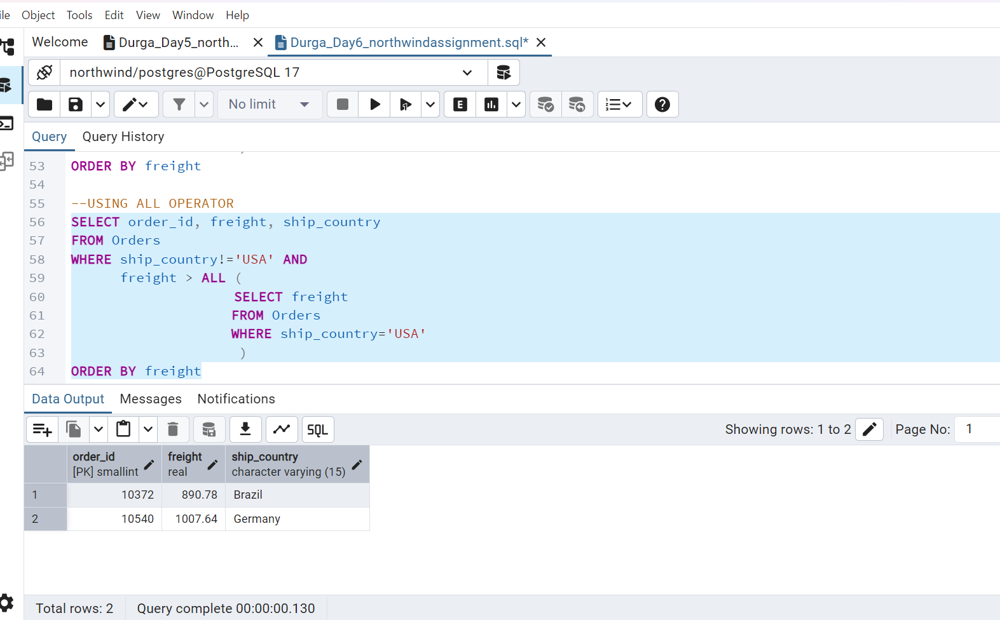 Object Tools Edit View Window Help
Welcome Durga_Day5_north... Durga_Day6_northwindassignment.sql*
northwind/postgres@PostgreSQL 17
No limit E
Query Query History
53 ORDER BY freight
54
55 --USING ALL OPERATOR
56 SELECT order_id, freight, ship_country
57 FROM Orders
58 WHERE ship_country!='USA' AND
59 freight > ALL (
60 SELECT freight
61 FROM Orders
62 WHERE ship_country='USA'
63 )
64 ORDER BY freight
Data Output Messages Notifications
SQL Showing rows: 1 to 2 Page No: 1
order_id freight ship_country
[PK] smallint real character varying (15)
1 10372 890.78 Brazil
2 10540 1007.64 Germany
Total rows: 2 Query complete 00:00:00.130